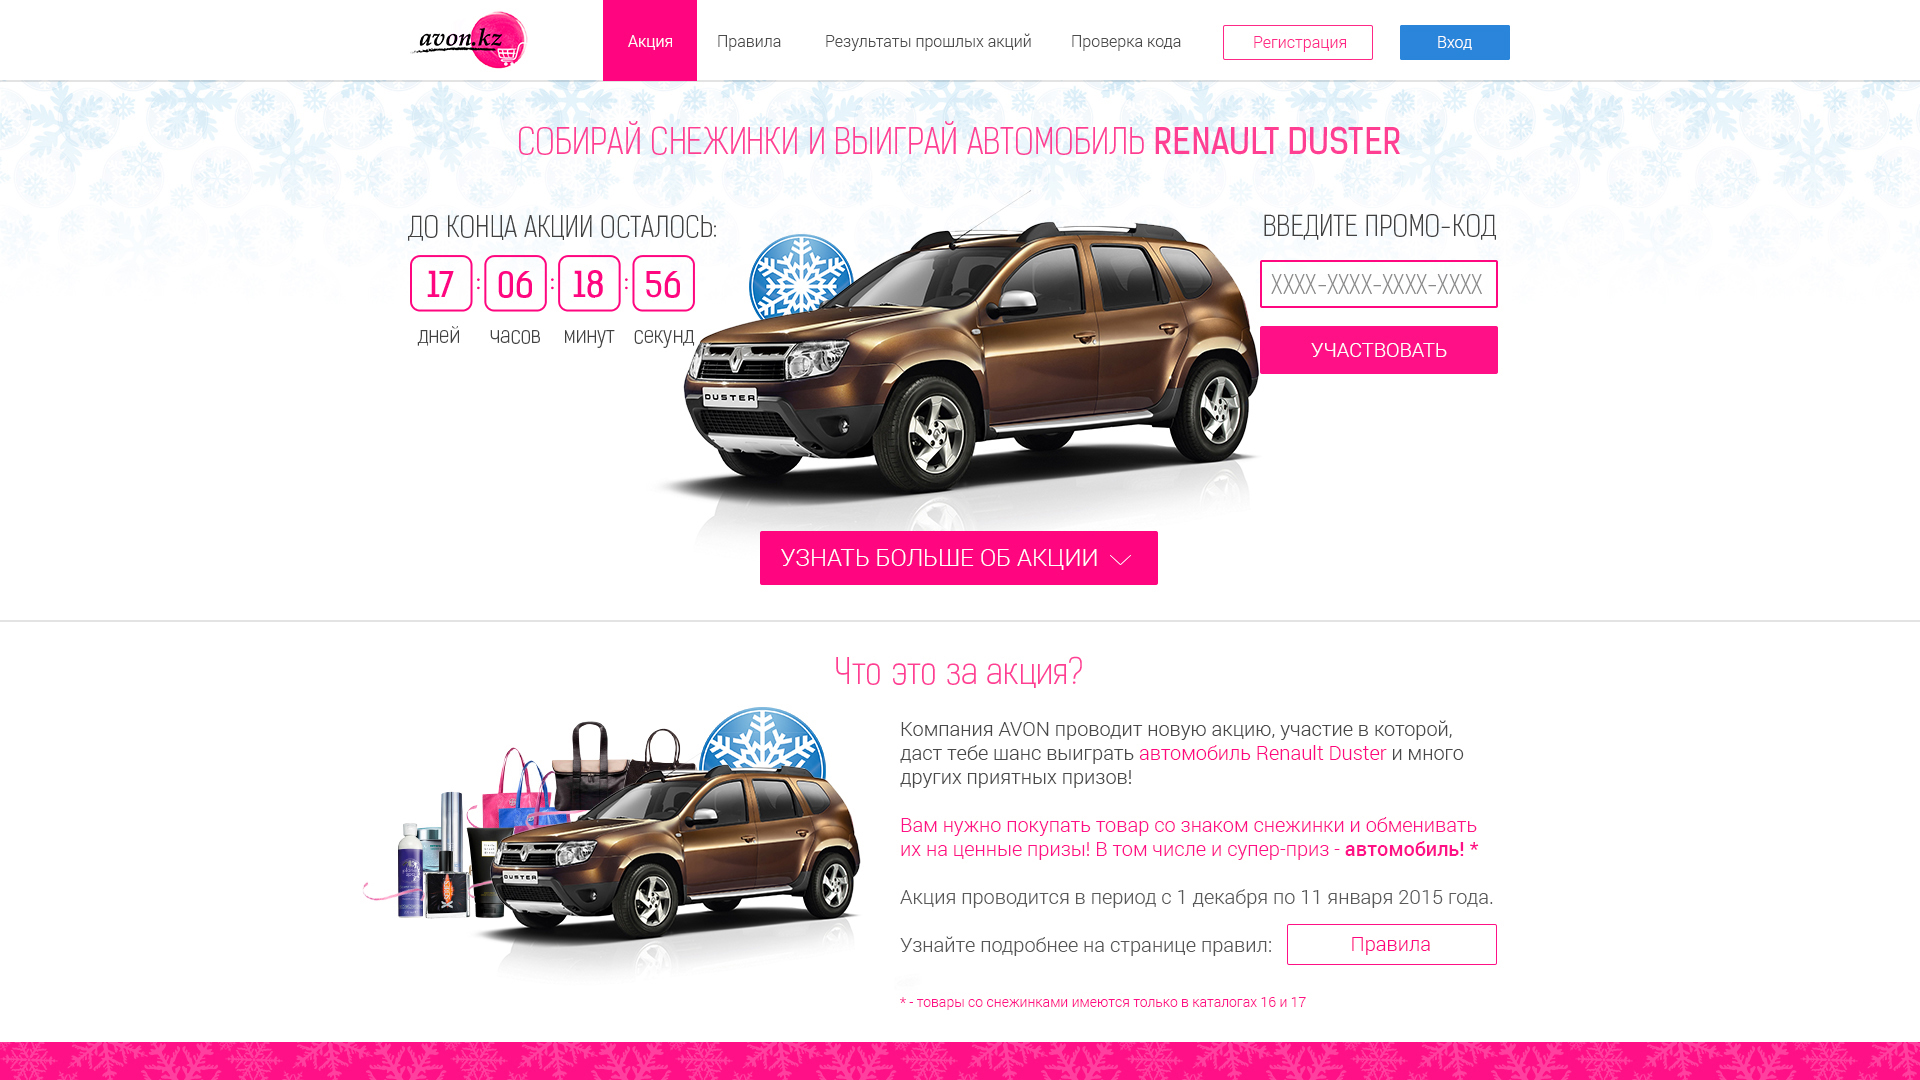 avon.kz
Акция
Правила
Результаты прошлых акций
Проверка кода
Регистрация
Вход
СОБИРАЙ СНЕЖИНКИ И ВЫИГРАЙ АВТОМОБИЛЬ RENAULT DUSTER
ДО КОНЦА АКЦИИ ОСТАЛОСЬ:
17 : 06 : 18 : 56
дней часов минут секунд
DUSTER
ВВЕДИТЕ ПРОМО-КОД
XXXX-XXXX-XXXX-XXXX
УЧАСТВОВАТЬ
УЗНАТЬ БОЛЬШЕ ОБ АКЦИИ
Что это за акция?
DUSTER
Компания AVON проводит новую акцию, участие в которой,
даст тебе шанс выиграть автомобиль Renault Duster и много
других приятных призов!
Вам нужно покупать товар со знаком снежинки и обменивать
их на ценные призы! В том числе и супер-приз - автомобиль! *
Акция проводится в период с 1 декабря по 11 января 2015 года.
Узнайте подробнее на странице правил:
Правила
* - товары со снежинками имеются только в каталогах 16 и 17